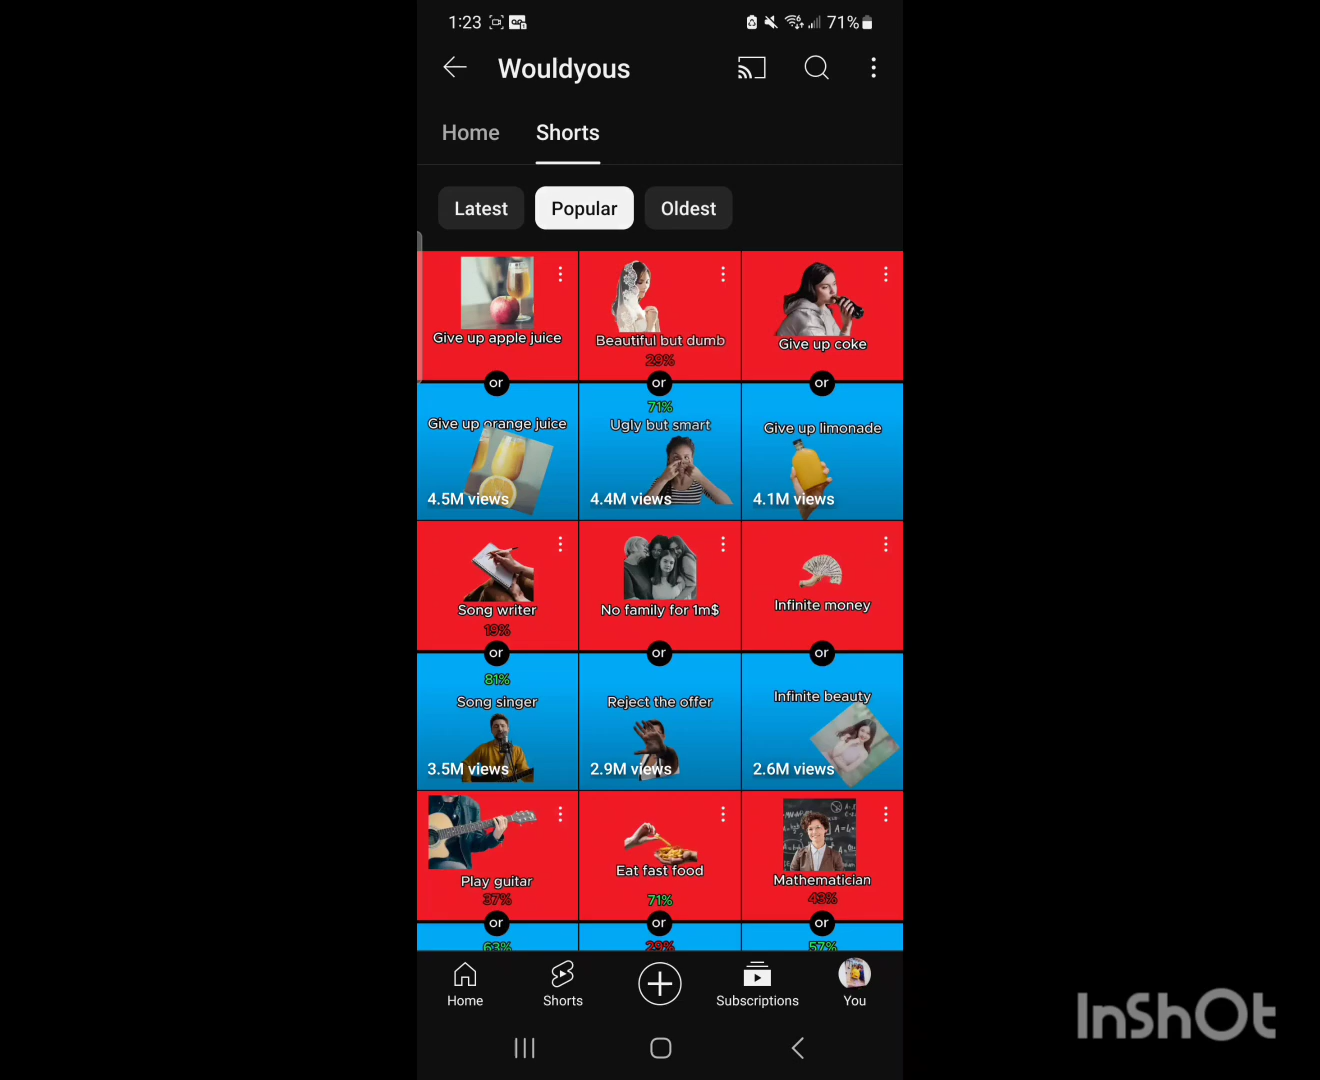 1:23 71%
Wouldyous
Home Shorts
Latest Popular Oldest
Give up apple juice
or
Give up orange juice
4.5M views
Beautiful but dumb
29%
or
71%
Ugly but smart
4.4M views
Give up coke
or
Give up limonade
4.1M views
Song writer
19%
or
81%
Song singer
3.5M views
No family for 1m$
or
Reject the offer
2.9M views
Infinite money
or
Infinite beauty
2.6M views
Play guitar
37%
or
63%
Eat fast food
71%
or
29%
Mathematician
43%
or
57%
Home Shorts Subscriptions You
InShOt